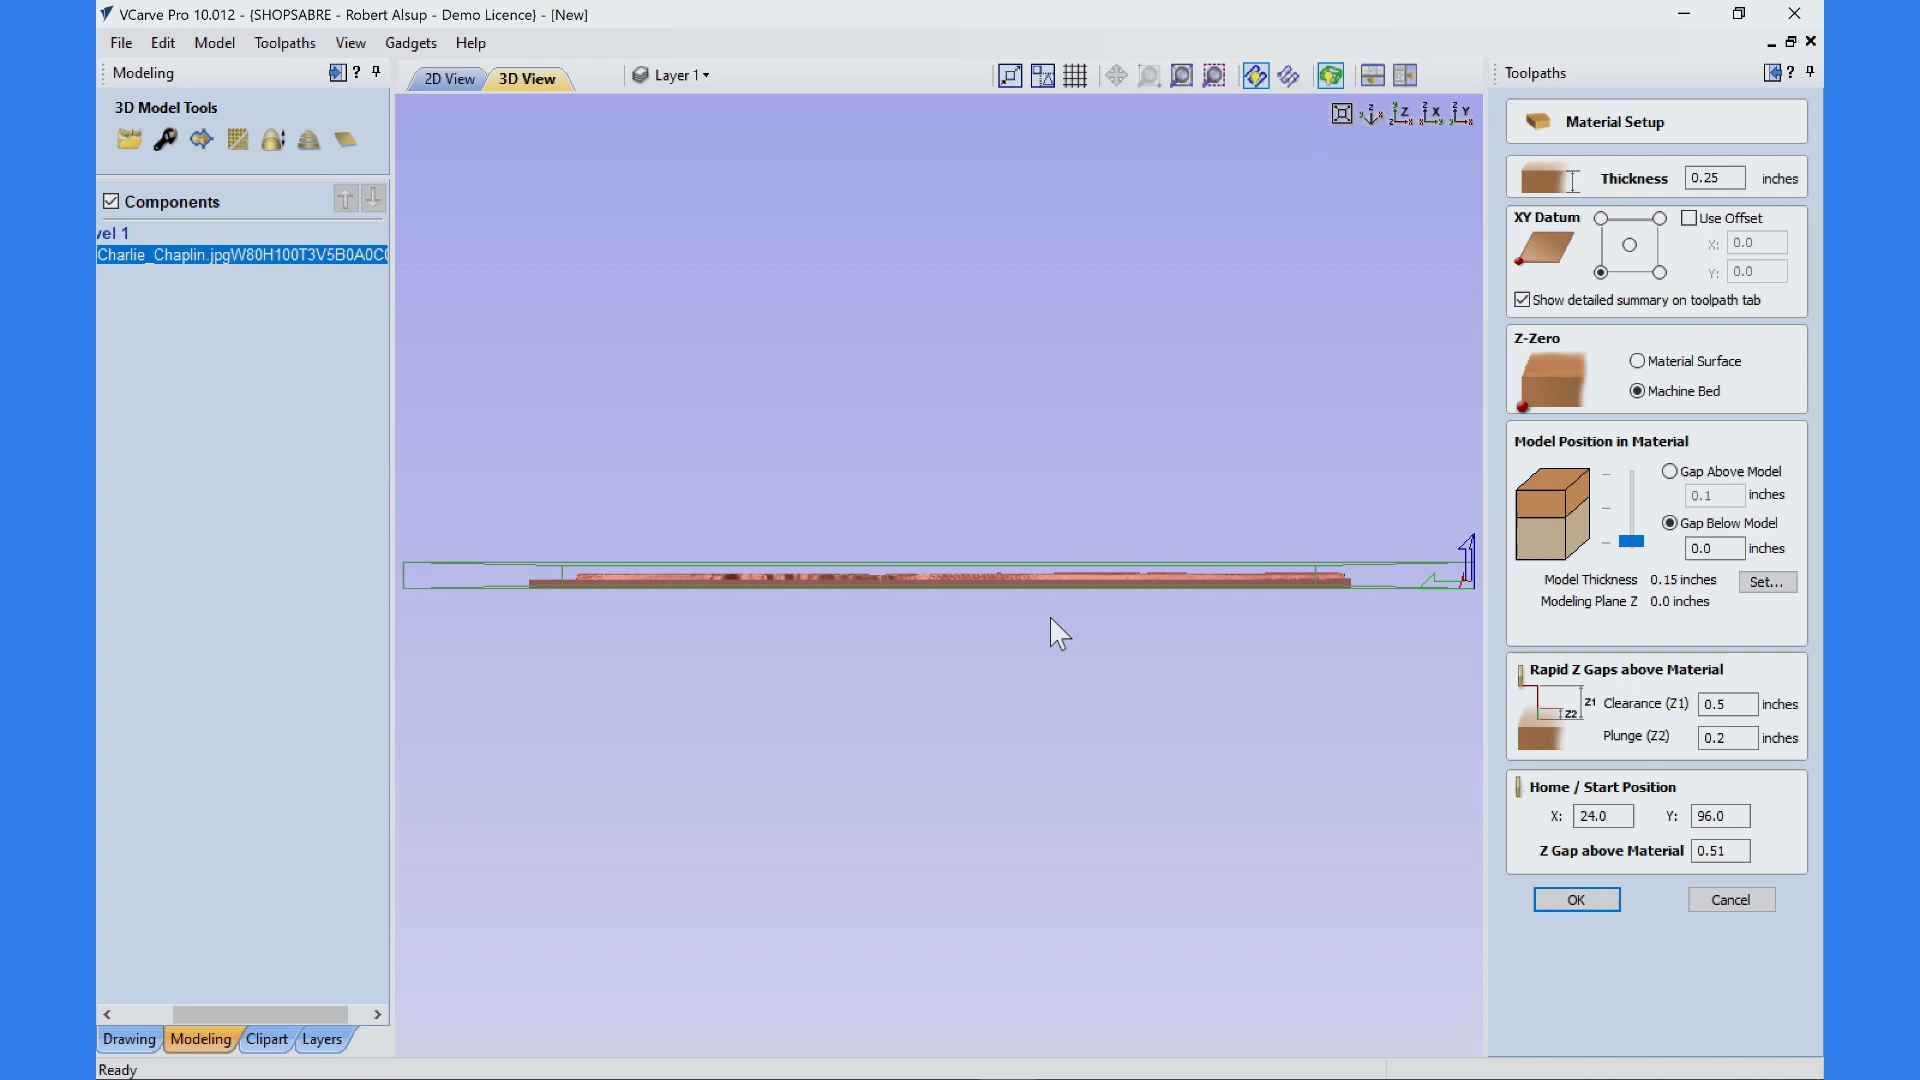 VCarve Pro 10.012 - {SHOPSABRE - Robert Alsup - Demo Licence} - [New]
File Edit Model Toolpaths View Gadgets Help
Modeling ?
2D View 3D View Layer 1
Toolpaths ?
3D Model Tools
Components
vel 1
Charlie_Chaplin.jpgW80H100T3V5B0A0C
Z X Y
Material Setup
Thickness 0.25 inches
XY Datum Use Offset
X: 0.0
Y: 0.0
Show detailed summary on toolpath tab
Z-Zero
Material Surface
Machine Bed
Model Position in Material
Gap Above Model
0.1 inches
Gap Below Model
0.0 inches
Model Thickness 0.15 inches Set...
Modeling Plane Z 0.0 inches
Rapid Z Gaps above Material
Z1 Clearance (Z1) 0.5 inches
Z2 Plunge (Z2) 0.2 inches
Home / Start Position
X: 24.0 Y: 96.0
Z Gap above Material 0.51
OK Cancel
Drawing Modeling Clipart Layers
Ready